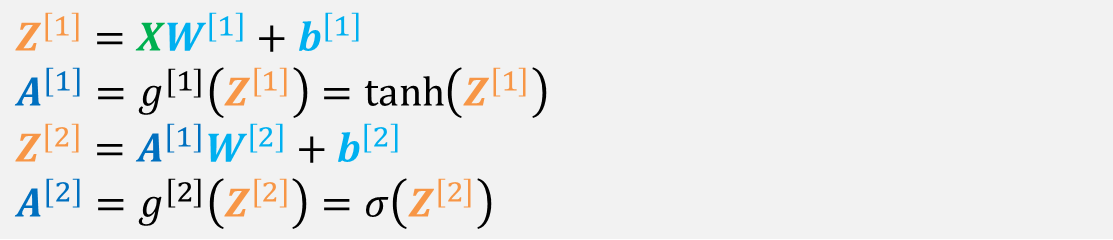 Z^[1] = XW^[1] + b^[1]
A^[1] = g^[1](Z^[1]) = tanh(Z^[1])
Z^[2] = A^[1]W^[2] + b^[2]
A^[2] = g^[2](Z^[2]) = σ(Z^[2])